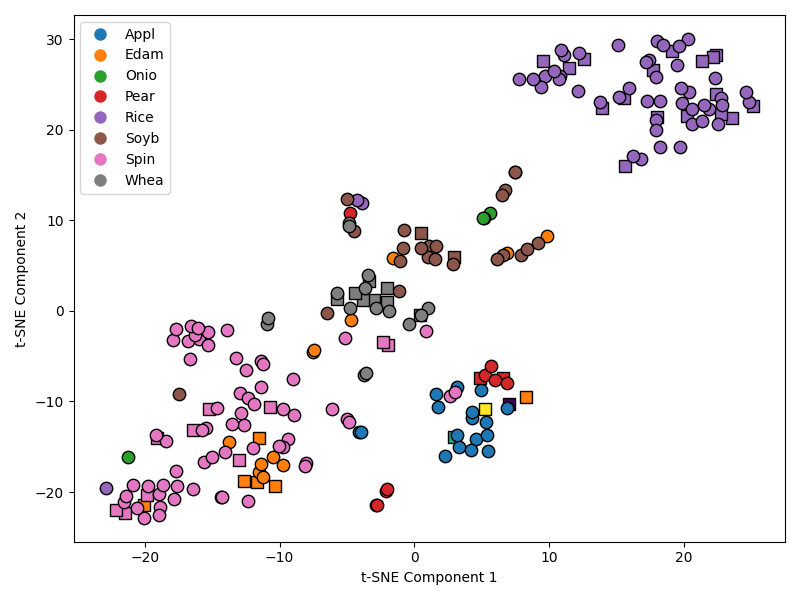 Appl
Edam
Onio
Pear
Rice
Soyb
Spin
Whea
t-SNE Component 2
30
20
10
0
−10
−20
−20
−10
0
10
20
t-SNE Component 1